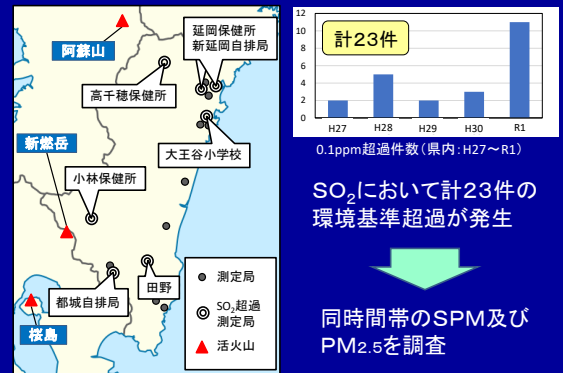 阿蘇山
延岡保健所
新延岡自排局
高千穂保健所
大王谷小学校
新燃岳
小林保健所
田野
都城自排局
桜島
測定局
SO2超過
測定局
活火山
計23件
12
10
8
6
4
2
0
H27 H28 H29 H30 R1
0.1ppm超過件数(県内:H27~R1)
SO2において計23件の
環境基準超過が発生
同時間帯のSPM及び
PM2.5を調査